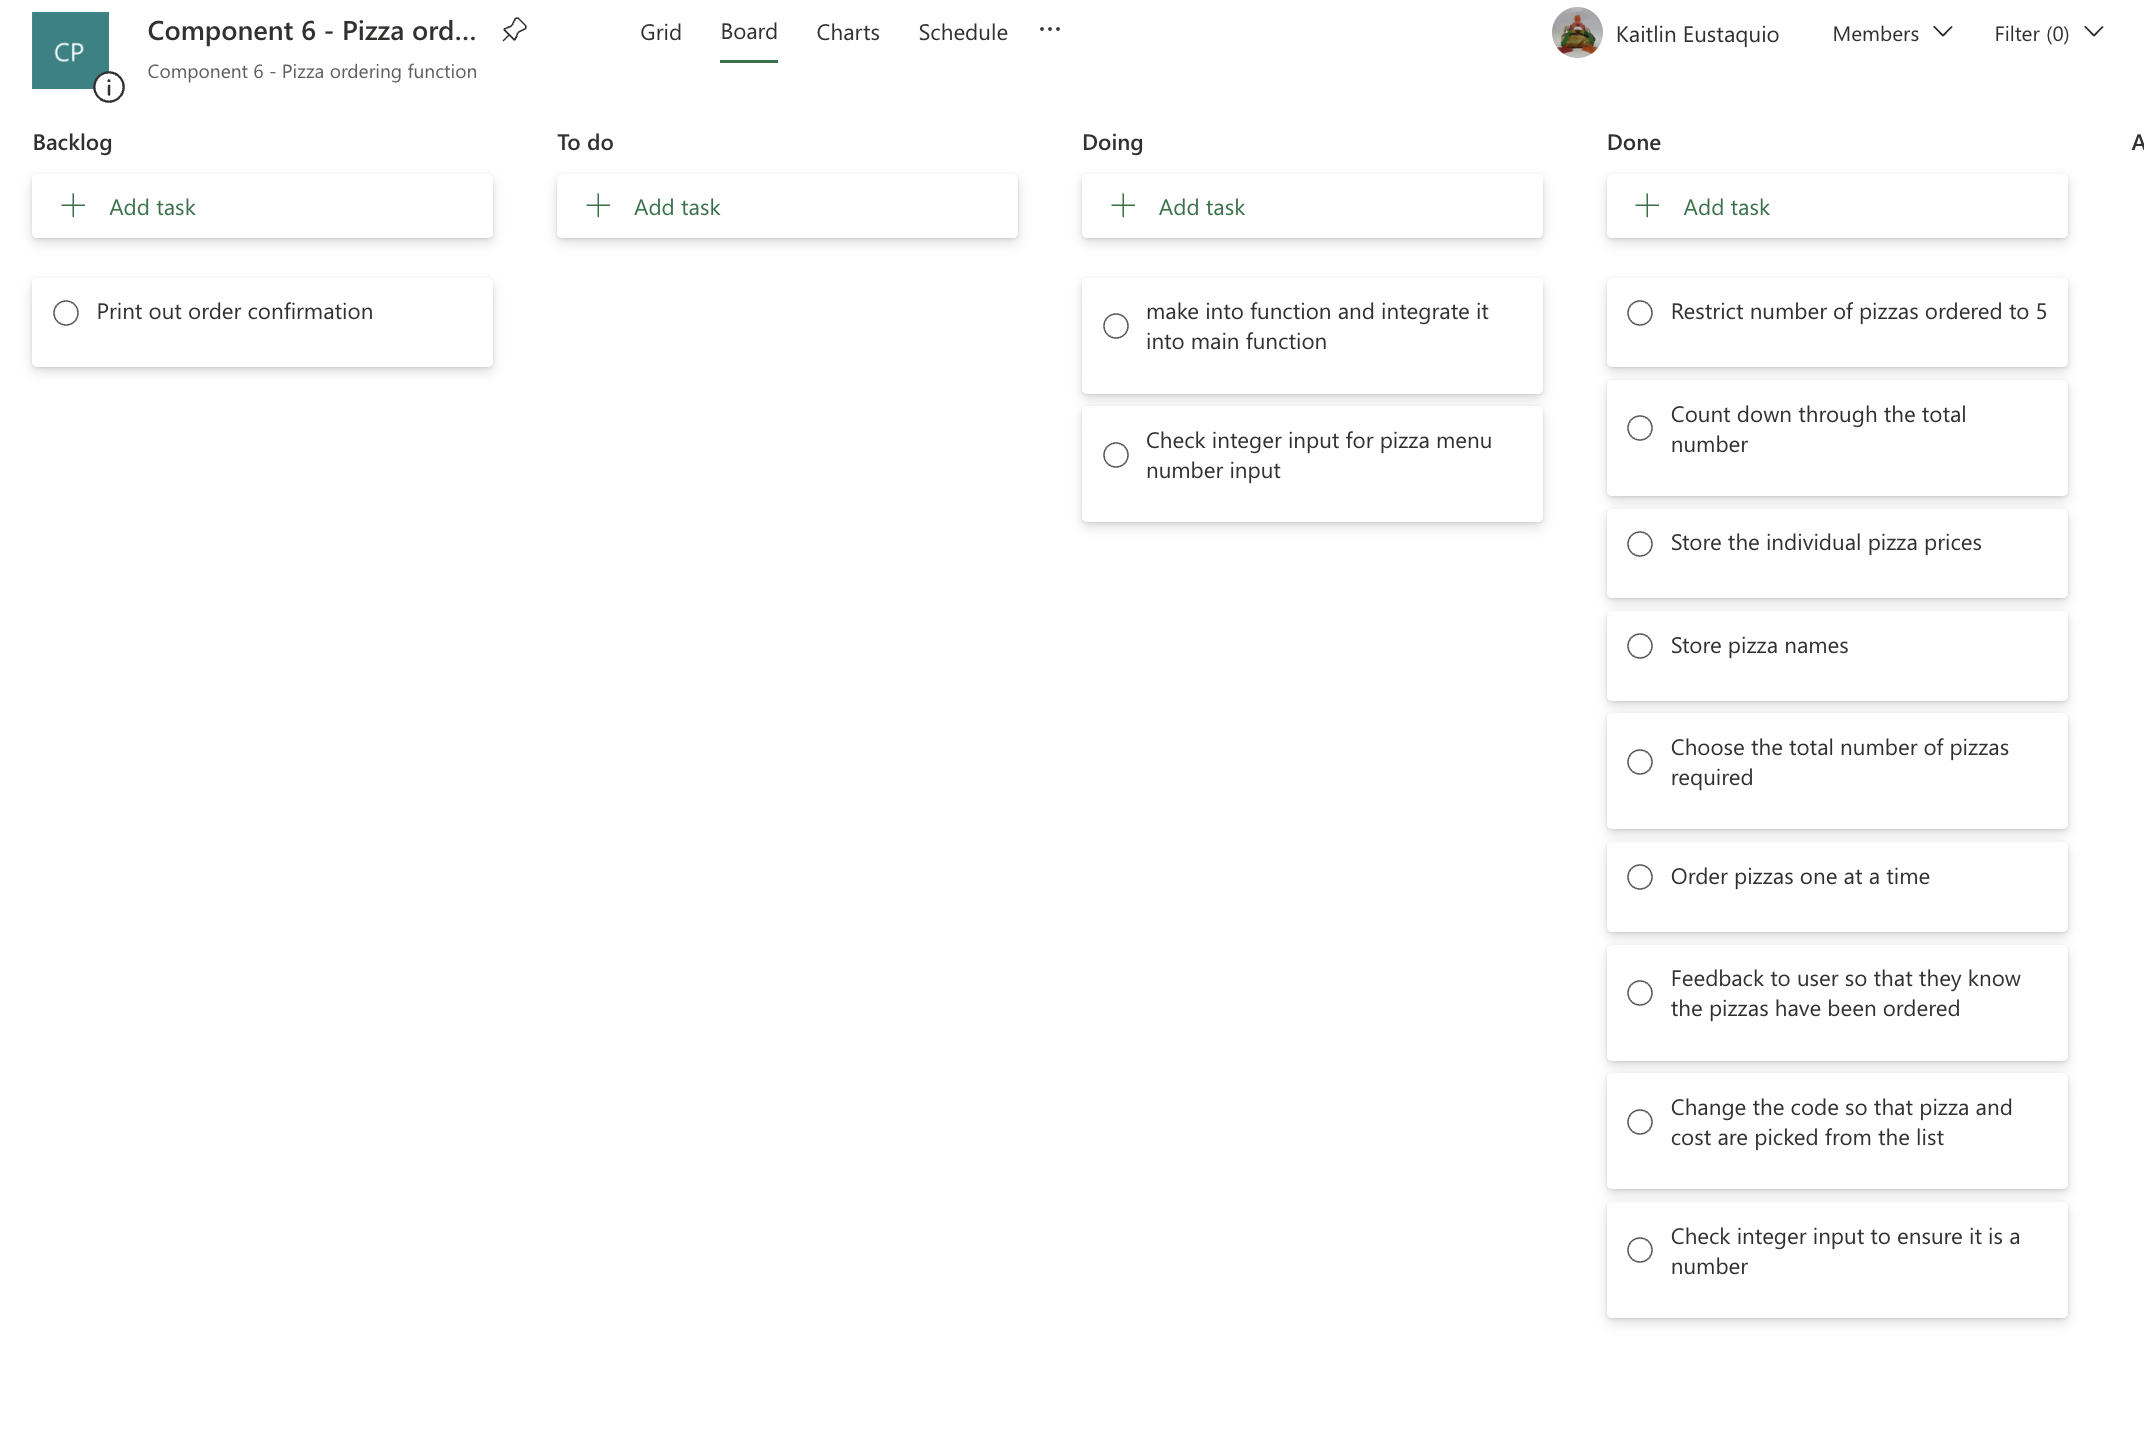 CP
Component 6 - Pizza ord...
Component 6 - Pizza ordering function
Grid
Board
Charts
Schedule
...
Kaitlin Eustaquio
Members
Filter (0)
Backlog
Add task
Print out order confirmation
To do
Add task
Doing
Add task
make into function and integrate it
into main function
Check integer input for pizza menu
number input
Done
Add task
Restrict number of pizzas ordered to 5
Count down through the total
number
Store the individual pizza prices
Store pizza names
Choose the total number of pizzas
required
Order pizzas one at a time
Feedback to user so that they know
the pizzas have been ordered
Change the code so that pizza and
cost are picked from the list
Check integer input to ensure it is a
number